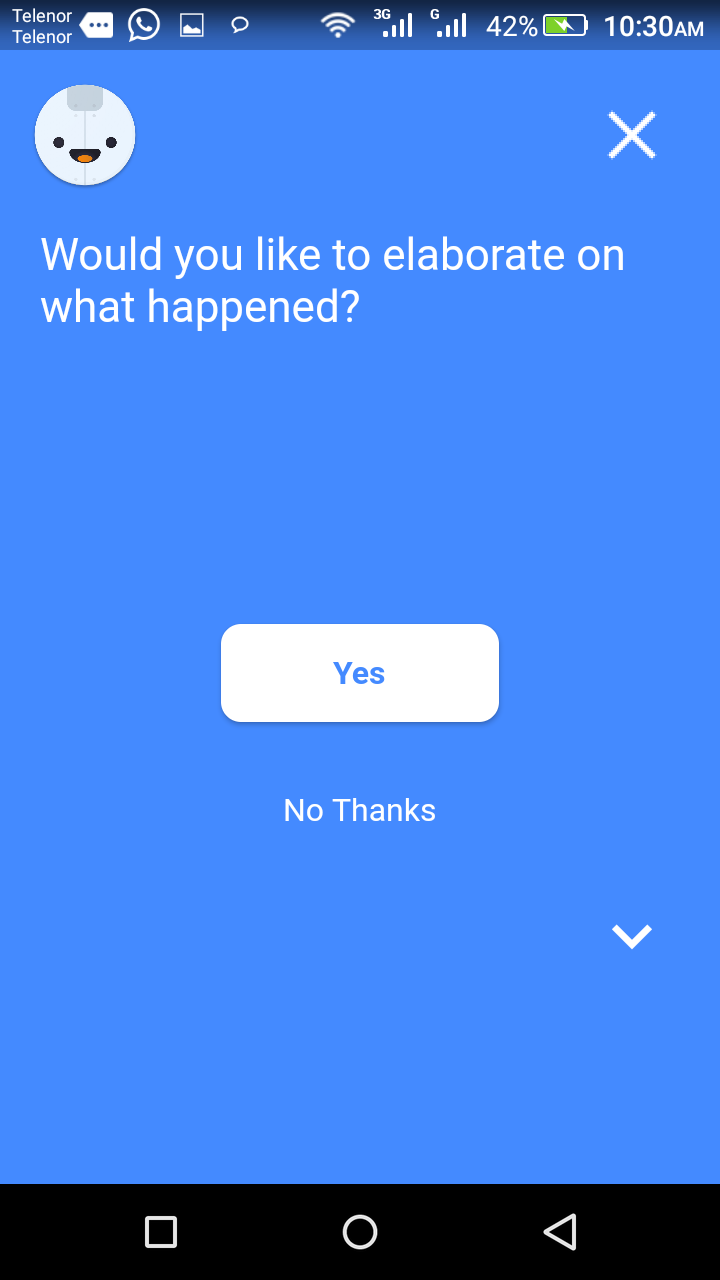 Telenor
Telenor
3G
G
42%
10:30AM
Would you like to elaborate on
what happened?
Yes
No Thanks